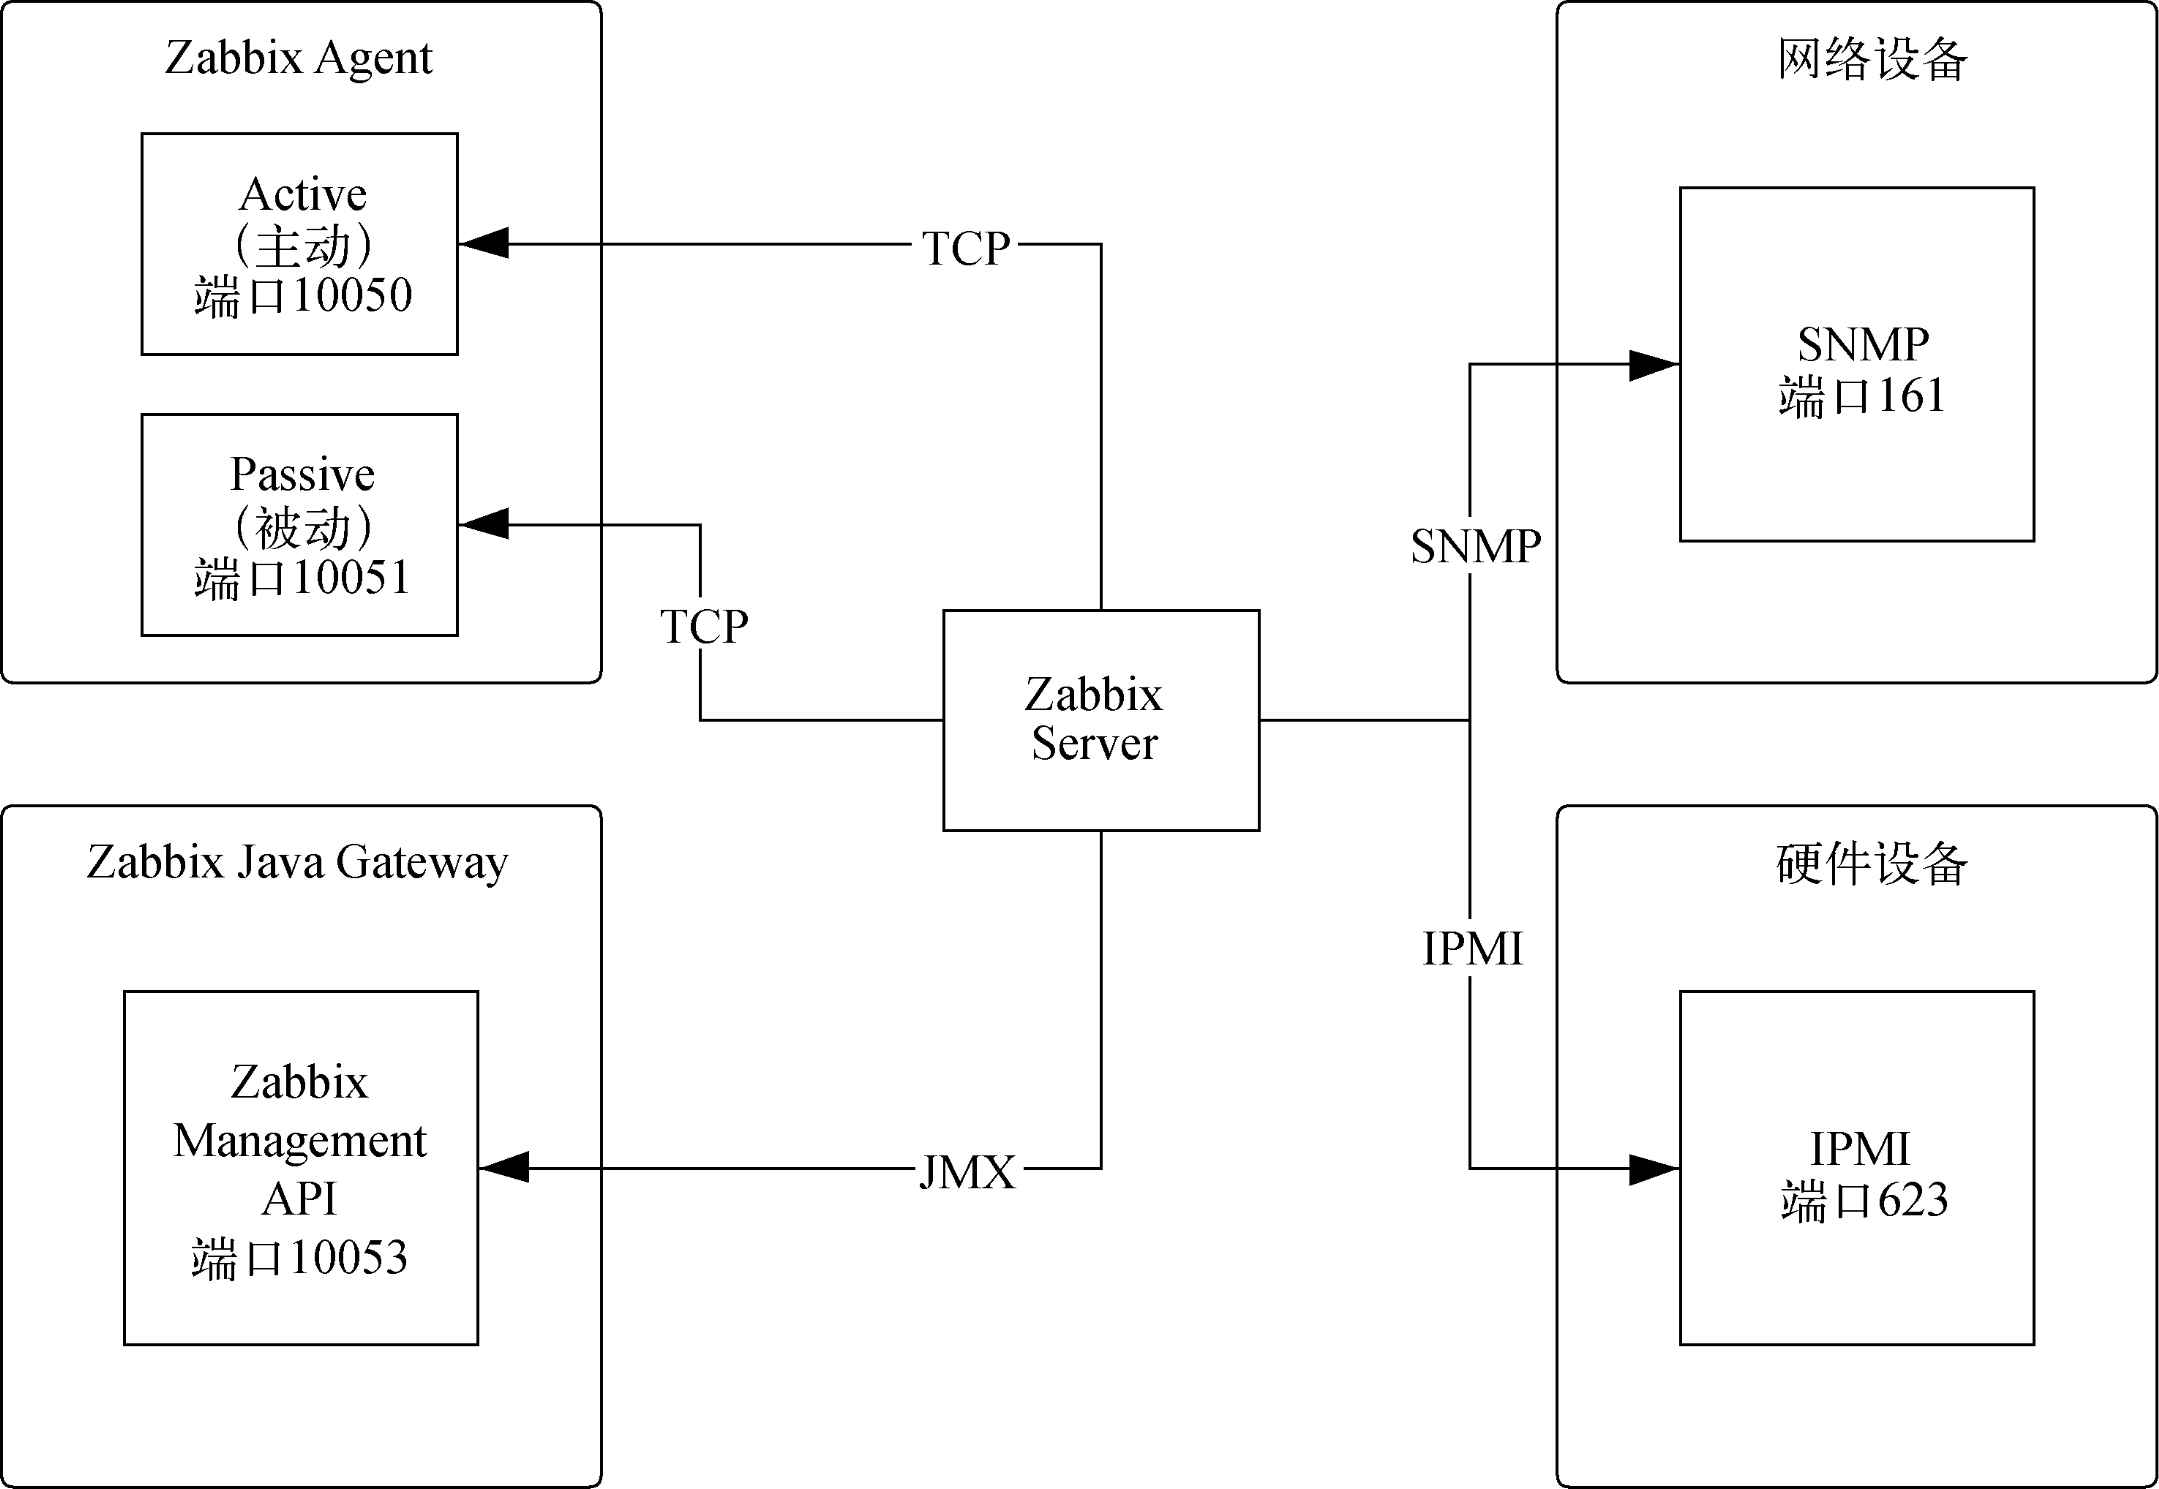 Zabbix Agent
Active
（主动）
端口10050
Passive
（被动）
端口10051
TCP
TCP
Zabbix
Server
Zabbix Java Gateway
Zabbix
Management
API
端口10053
JMX
网络设备
SNMP
端口161
SNMP
IPMI
硬件设备
IPMI
端口623